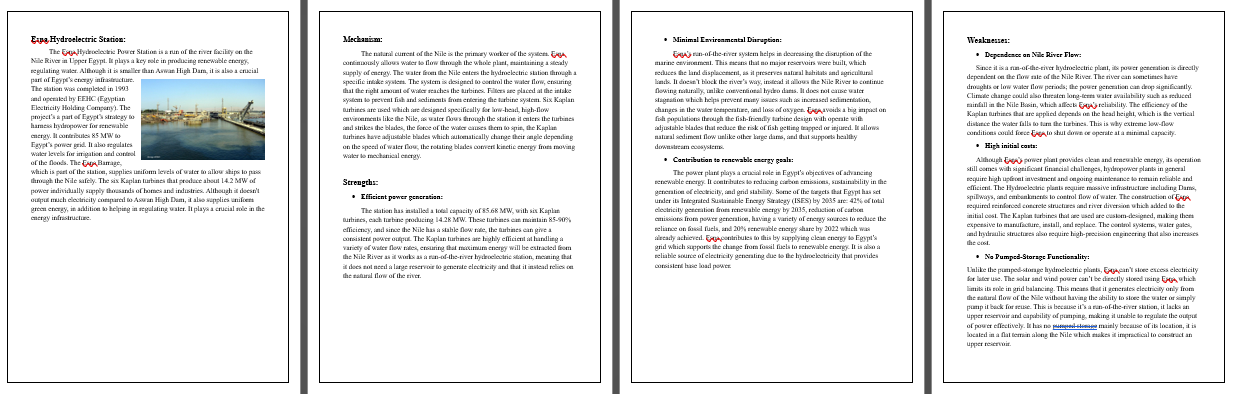 Esna Hydroelectric Station:
The Esna Hydroelectric Power Station is a run of the river facility on the
Nile River in Upper Egypt. It plays a key role in producing renewable energy,
regulating water. Although it is smaller than Aswan High Dam, it is also a crucial
part of Egypt's energy infrastructure.
The station was completed in 1993
and operated by EEHC (Egyptian
Electricity Holding Company). The
project's a part of Egypt's strategy to
harness hydropower for renewable
energy. It contributes 85 MW to
Egypt's power grid. It also regulates
water levels for irrigation and control
of the floods. The Esna Barrage,
which is part of the station, supplies uniform levels of water to allow ships to pass
through the Nile safely. The six Kaplan turbines that produce about 14.2 MW of
power individually supply thousands of homes and industries. Although it doesn't
output much electricity compared to Aswan High Dam, it also supplies uniform
green energy, in addition to helping in regulating water. It plays a crucial role in the
energy infrastructure.
Mechanism:
The natural current of the Nile is the primary worker of the system. Esna
continuously allows water to flow through the whole plant, maintaining a steady
supply of energy. The water from the Nile enters the hydroelectric station through a
specific intake system. The system is designed to control the water flow, ensuring
that the right amount of water reaches the turbines. Filters are placed at the intake
system to prevent fish and sediments from entering the turbine system. Six Kaplan
turbines are used which are designed specifically for low-head, high-flow
environments like the Nile, as water flows through the station it enters the turbines
and strikes the blades, the force of the water causes them to spin, the Kaplan
turbines have adjustable blades which automatically change their angle depending
on the speed of water flow, the rotating blades convert kinetic energy from moving
water to mechanical energy.
Strengths:
• Efficient power generation:
The station has installed a total capacity of 85.68 MW, with six Kaplan
turbines, each turbine producing 14.28 MW. These turbines can maintain 85-90%
efficiency, and since the Nile has a stable flow rate, the turbines can give a
consistent power output. The Kaplan turbines are highly efficient at handling a
variety of water flow rates, ensuring that maximum energy will be extracted from
the Nile River as it works as a run-of-the-river hydroelectric station, meaning that
it does not need a large reservoir to generate electricity and that it instead relies on
the natural flow of the river.
• Minimal Environmental Disruption:
Esna's run-of-the-river system helps in decreasing the disruption of the
marine environment. This means that no major reservoirs were built, which
reduces the land displacement, as it preserves natural habitats and agricultural
lands. It doesn't block the river's way, instead it allows the Nile River to continue
flowing naturally, unlike conventional hydro dams. It does not cause water
stagnation which helps prevent many issues such as increased sedimentation,
changes in the water temperature, and loss of oxygen. Esna avoids a big impact on
fish populations through the fish-friendly turbine design with operate with
adjustable blades that reduce the risk of fish getting trapped or injured. It allows
natural sediment flow unlike other large dams, and that supports healthy
downstream ecosystems.
• Contribution to renewable energy goals:
The power plant plays a crucial role in Egypt's objectives of advancing
renewable energy. It contributes to reducing carbon emissions, sustainability in the
generation of electricity, and grid stability. Some of the targets that Egypt has set
under its Integrated Sustainable Energy Strategy (ISES) by 2035 are: 42% of total
electricity generation from renewable energy by 2035, reduction of carbon
emissions from power generation, having a variety of energy sources to reduce the
reliance on fossil fuels, and 20% renewable energy share by 2022 which was
already achieved. Esna contributes to this by supplying clean energy to Egypt's
grid which supports the change from fossil fuels to renewable energy. It is also a
reliable source of electricity generating due to the hydroelectricity that provides
consistent base load power.
Weaknesses:
• Dependence on Nile River Flow:
Since it is a run-of-the-river hydroelectric plant, its power generation is directly
dependent on the flow rate of the Nile River. The river can sometimes have
droughts or low water flow periods; the power generation can drop significantly.
Climate change could also threaten long-term water availability such as reduced
rainfall in the Nile Basin, which affects Esna's reliability. The efficiency of the
Kaplan turbines that are applied depends on the head height, which is the vertical
distance the water falls to turn the turbines. This is why extreme low-flow
conditions could force Esna to shut down or operate at a minimal capacity.
• High initial costs:
Although Esna's power plant provides clean and renewable energy, its operation
still comes with significant financial challenges, hydropower plants in general
require high upfront investment and ongoing maintenance to remain reliable and
efficient. The Hydroelectric plants require massive infrastructure including Dams,
spillways, and embankments to control flow of water. The construction of Esna
required reinforced concrete structures and river diversion which added to the
initial cost. The Kaplan turbines that are used are custom-designed, making them
expensive to manufacture, install, and replace. The control systems, water gates,
and hydraulic structures also require high-precision engineering that also increases
the cost.
• No Pumped-Storage Functionality:
Unlike the pumped-storage hydroelectric plants, Esna can't store excess electricity
for later use. The solar and wind power can't be directly stored using Esna which
limits its role in grid balancing. This means that it generates electricity only from
the natural flow of the Nile without having the ability to store the water or simply
pump it back for reuse. This is because it's a run-of-the-river station, it lacks an
upper reservoir and capability of pumping, making it unable to regulate the output
of power effectively. It has no pumped storage mainly because of its location, it is
located in a flat terrain along the Nile which makes it impractical to construct an
upper reservoir.